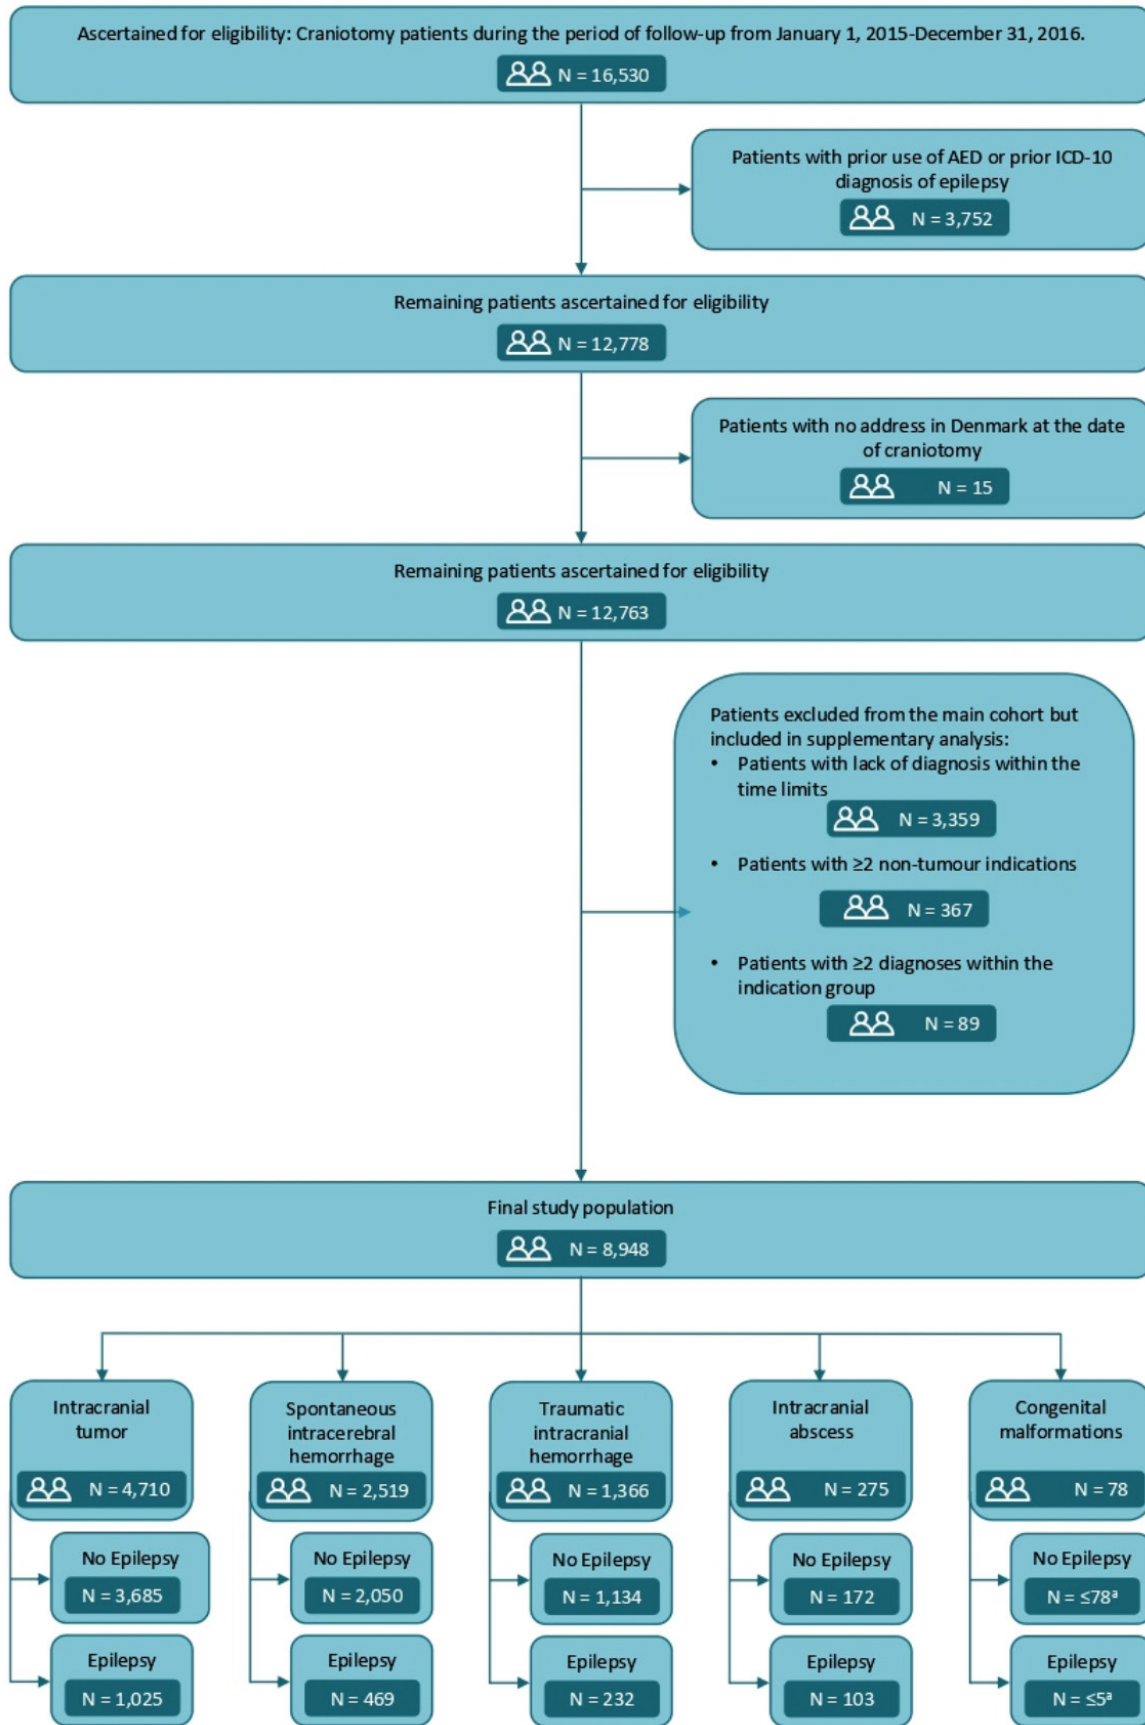 Ascertained for eligibility: Craniotomy patients during the period of follow-up from January 1, 2015-December 31, 2016.
N = 16,530
Patients with prior use of AED or prior ICD-10
diagnosis of epilepsy
N = 3,752
Remaining patients ascertained for eligibility
N = 12,778
Patients with no address in Denmark at the date
of craniotomy
N = 15
Remaining patients ascertained for eligibility
N = 12,763
Patients excluded from the main cohort but
included in supplementary analysis:
• Patients with lack of diagnosis within the
time limits
N = 3,359
• Patients with ≥2 non-tumour indications
N = 367
• Patients with ≥2 diagnoses within the
indication group
N = 89
Final study population
N = 8,948
Intracranial
tumor
N = 4,710
No Epilepsy
N = 3,685
Epilepsy
N = 1,025
Spontaneous
intracerebral
hemorrhage
N = 2,519
No Epilepsy
N = 2,050
Epilepsy
N = 469
Traumatic
intracranial
hemorrhage
N = 1,366
No Epilepsy
N = 1,134
Epilepsy
N = 232
Intracranial
abscess
N = 275
No Epilepsy
N = 172
Epilepsy
N = 103
Congenital
malformations
N = 78
No Epilepsy
N = ≤78ª
Epilepsy
N = ≤5ª